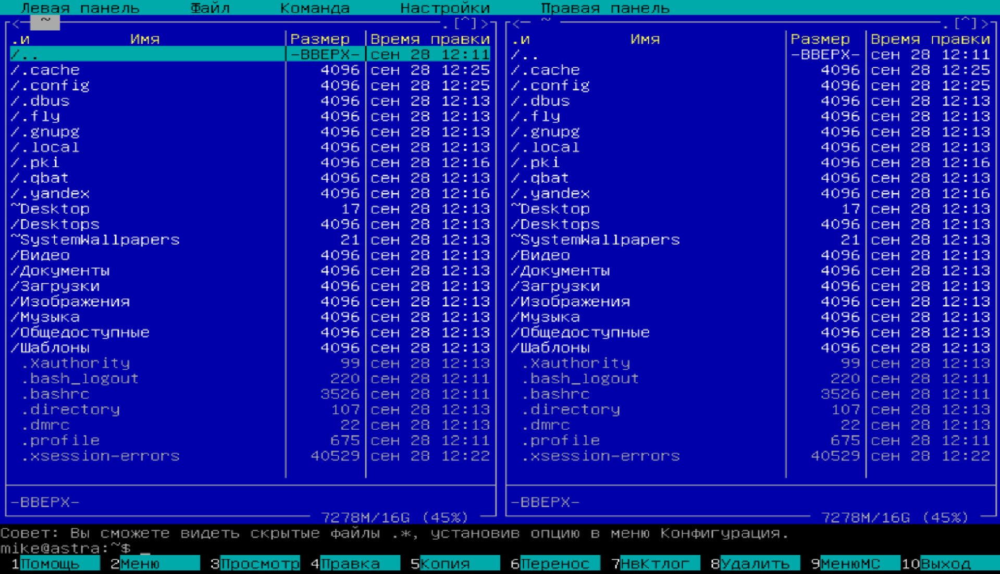 Левая панель Файл Команда Настройки Правая панель
<─ ~ ─.[^]>
.и Имя Размер Время правки
/.. -ВВЕРХ- сен 28 12:11
/.cache 4096 сен 28 12:25
/.config 4096 сен 28 12:25
/.dbus 4096 сен 28 12:13
/.fly 4096 сен 28 12:13
/.gnupg 4096 сен 28 12:13
/.local 4096 сен 28 12:13
/.pki 4096 сен 28 12:16
/.qbat 4096 сен 28 12:13
/.yandex 4096 сен 28 12:16
~Desktop 17 сен 28 12:13
/Desktops 4096 сен 28 12:13
~SystemWallpapers 21 сен 28 12:13
/Видео 4096 сен 28 12:13
/Документы 4096 сен 28 12:13
/Загрузки 4096 сен 28 12:13
/Изображения 4096 сен 28 12:13
/Музыка 4096 сен 28 12:13
/Общедоступные 4096 сен 28 12:13
/Шаблоны 4096 сен 28 12:13
.Xauthority 99 сен 28 12:13
.bash_logout 220 сен 28 12:11
.bashrc 3526 сен 28 12:11
.directory 107 сен 28 12:13
.dmrc 22 сен 28 12:13
.profile 675 сен 28 12:11
.xsession-errors 40529 сен 28 12:22
-ВВЕРХ-
7278M/16G (45%)
<─ ~ ─.[^]>
.и Имя Размер Время правки
/.. -ВВЕРХ- сен 28 12:11
/.cache 4096 сен 28 12:25
/.config 4096 сен 28 12:25
/.dbus 4096 сен 28 12:13
/.fly 4096 сен 28 12:13
/.gnupg 4096 сен 28 12:13
/.local 4096 сен 28 12:13
/.pki 4096 сен 28 12:16
/.qbat 4096 сен 28 12:13
/.yandex 4096 сен 28 12:16
~Desktop 17 сен 28 12:13
/Desktops 4096 сен 28 12:13
~SystemWallpapers 21 сен 28 12:13
/Видео 4096 сен 28 12:13
/Документы 4096 сен 28 12:13
/Загрузки 4096 сен 28 12:13
/Изображения 4096 сен 28 12:13
/Музыка 4096 сен 28 12:13
/Общедоступные 4096 сен 28 12:13
/Шаблоны 4096 сен 28 12:13
.Xauthority 99 сен 28 12:13
.bash_logout 220 сен 28 12:11
.bashrc 3526 сен 28 12:11
.directory 107 сен 28 12:13
.dmrc 22 сен 28 12:13
.profile 675 сен 28 12:11
.xsession-errors 40529 сен 28 12:22
-ВВЕРХ-
7278M/16G (45%)
Совет: Вы сможете видеть скрытые файлы .*, установив опцию в меню Конфигурация.
mike@astra:~$ _
1Помощь 2Меню 3Просмотр 4Правка 5Копия 6Перенос 7НвКтлог 8Удалить 9МенюMC 10Выход